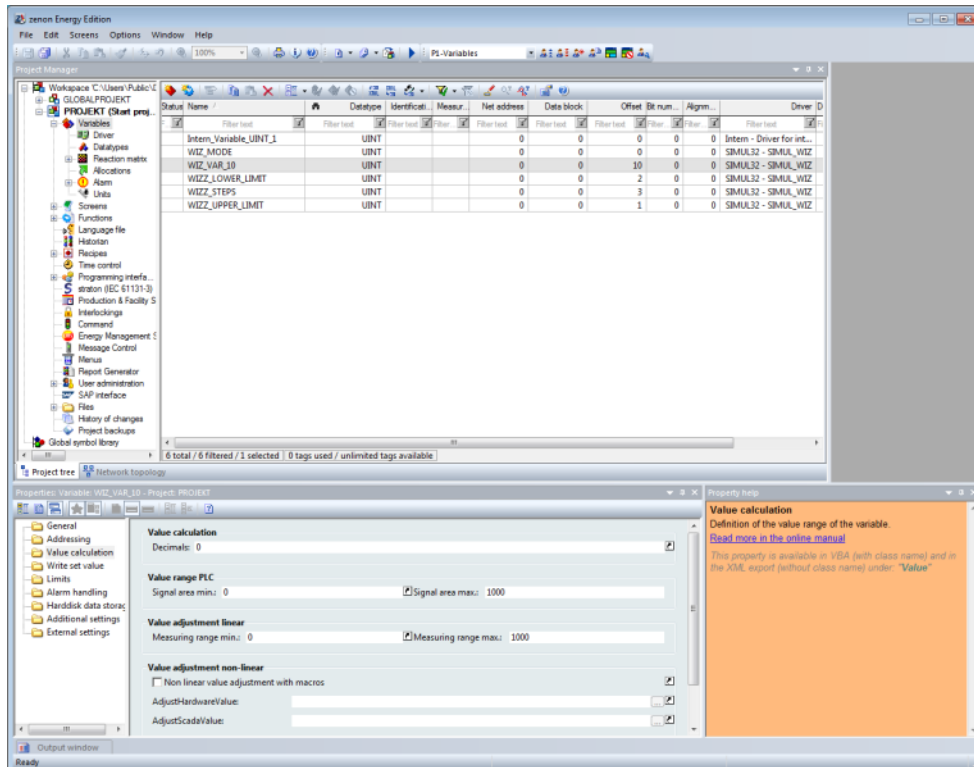 zenon Energy Edition
File Edit Screens Options Window Help
100% P1-Variables
Project Manager
Workspace 'C:\Users\Public\D
GLOBALPROJEKT
PROJEKT (Start proj...
Variables
Driver
Datatypes
Reaction matrix
Allocations
Alarm
Units
Screens
Functions
Language file
Historian
Recipes
Time control
Programming interfa...
straton (IEC 61131-3)
Production & Facility S
Interlockings
Command
Energy Management S
Message Control
Menus
Report Generator
User administration
SAP interface
Files
History of changes
Project backups
Global symbol library
Project tree Network topology
Status Name Datatype Identificati... Measur... Net address Data block Offset Bit num... Alignm... Driver D
Filter text Filter text Filter text Filter Filter text Filter text Filter text Filter Filter Filter text
Intern_Variable_UINT_1 UINT 0 0 0 0 0 Intern - Driver for int...
WIZ_MODE UINT 0 0 0 0 0 SIMUL32 - SIMUL_WIZ
WIZ_VAR_10 UINT 0 0 10 0 0 SIMUL32 - SIMUL_WIZ
WIZZ_LOWER_LIMIT UINT 0 0 2 0 0 SIMUL32 - SIMUL_WIZ
WIZZ_STEPS UINT 0 0 3 0 0 SIMUL32 - SIMUL_WIZ
WIZZ_UPPER_LIMIT UINT 0 0 1 0 0 SIMUL32 - SIMUL_WIZ
6 total / 6 filtered / 1 selected 0 tags used / unlimited tags available
Properties: Variable: WIZ_VAR_10 - Project: PROJEKT
General
Addressing
Value calculation
Write set value
Limits
Alarm handling
Harddisk data storag
Additional settings
External settings
Value calculation
Decimals: 0
Value range PLC
Signal area min.: 0 Signal area max.: 1000
Value adjustment linear
Measuring range min.: 0 Measuring range max.: 1000
Value adjustment non-linear
Non linear value adjustment with macros
AdjustHardwareValue: ...
AdjustScadaValue: ...
Property help
Value calculation
Definition of the value range of the variable.
Read more in the online manual
This property is available in VBA (with class name) and in
the XML export (without class name) under: "Value"
Output window
Ready